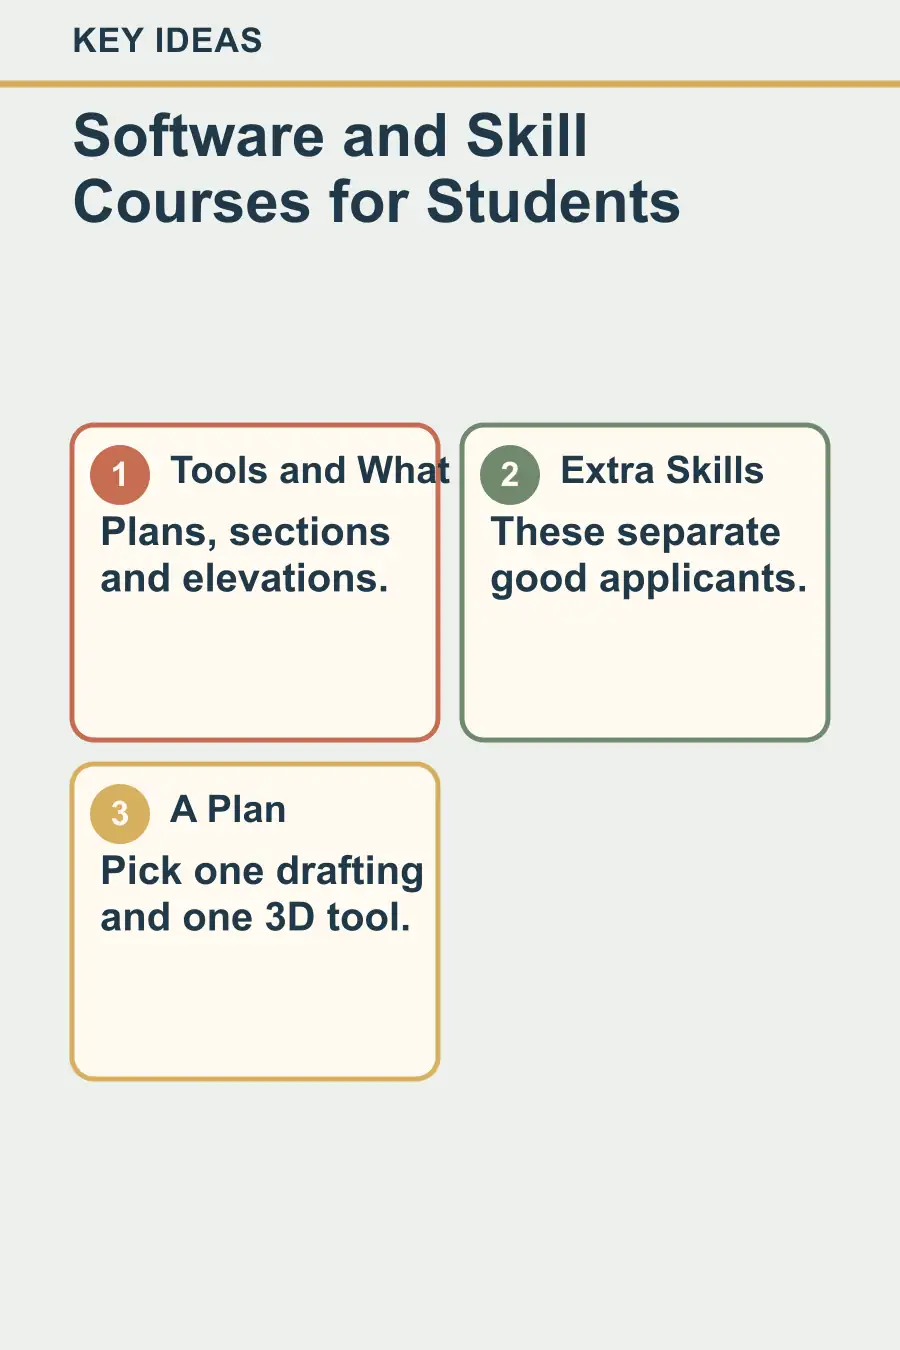 KEY IDEAS
Software and Skill
Courses for Students
1
Tools and What
Plans, sections
and elevations.
2
Extra Skills
These separate
good applicants.
3
A Plan
Pick one drafting
and one 3D tool.